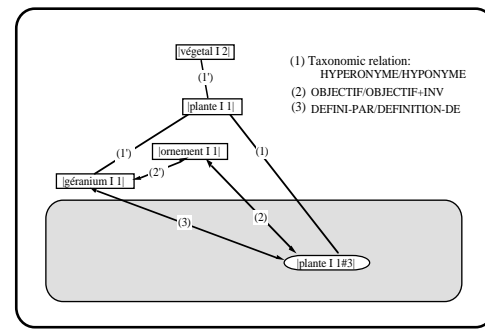 |végetal I 2|
(1) Taxonomic relation:
HYPERONYME/HYPONYME
(1')
(2) OBJECTIF/OBJECTIF+INV
|plante I 1|
(3) DEFINI-PAR/DEFINITION-DE
(1')
|ornement I 1|
(1)
(2')
|géranium I 1|
(3)
(2)
|plante I 1#3|